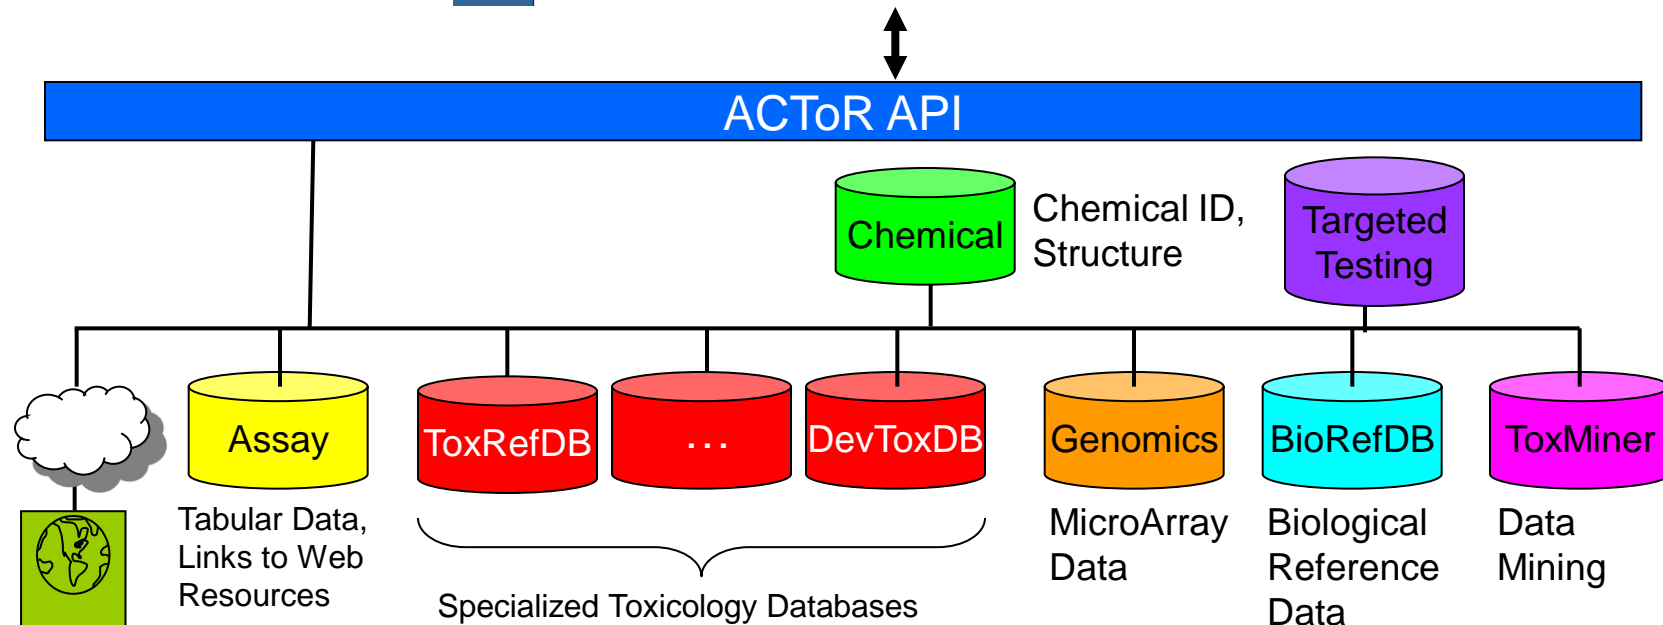 ACToR API
Chemical
Chemical ID,
Structure
Targeted
Testing
Assay
ToxRefDB
...
DevToxDB
Genomics
BioRefDB
ToxMiner
Tabular Data,
Links to Web
Resources
Specialized Toxicology Databases
MicroArray
Data
Biological
Reference
Data
Data
Mining